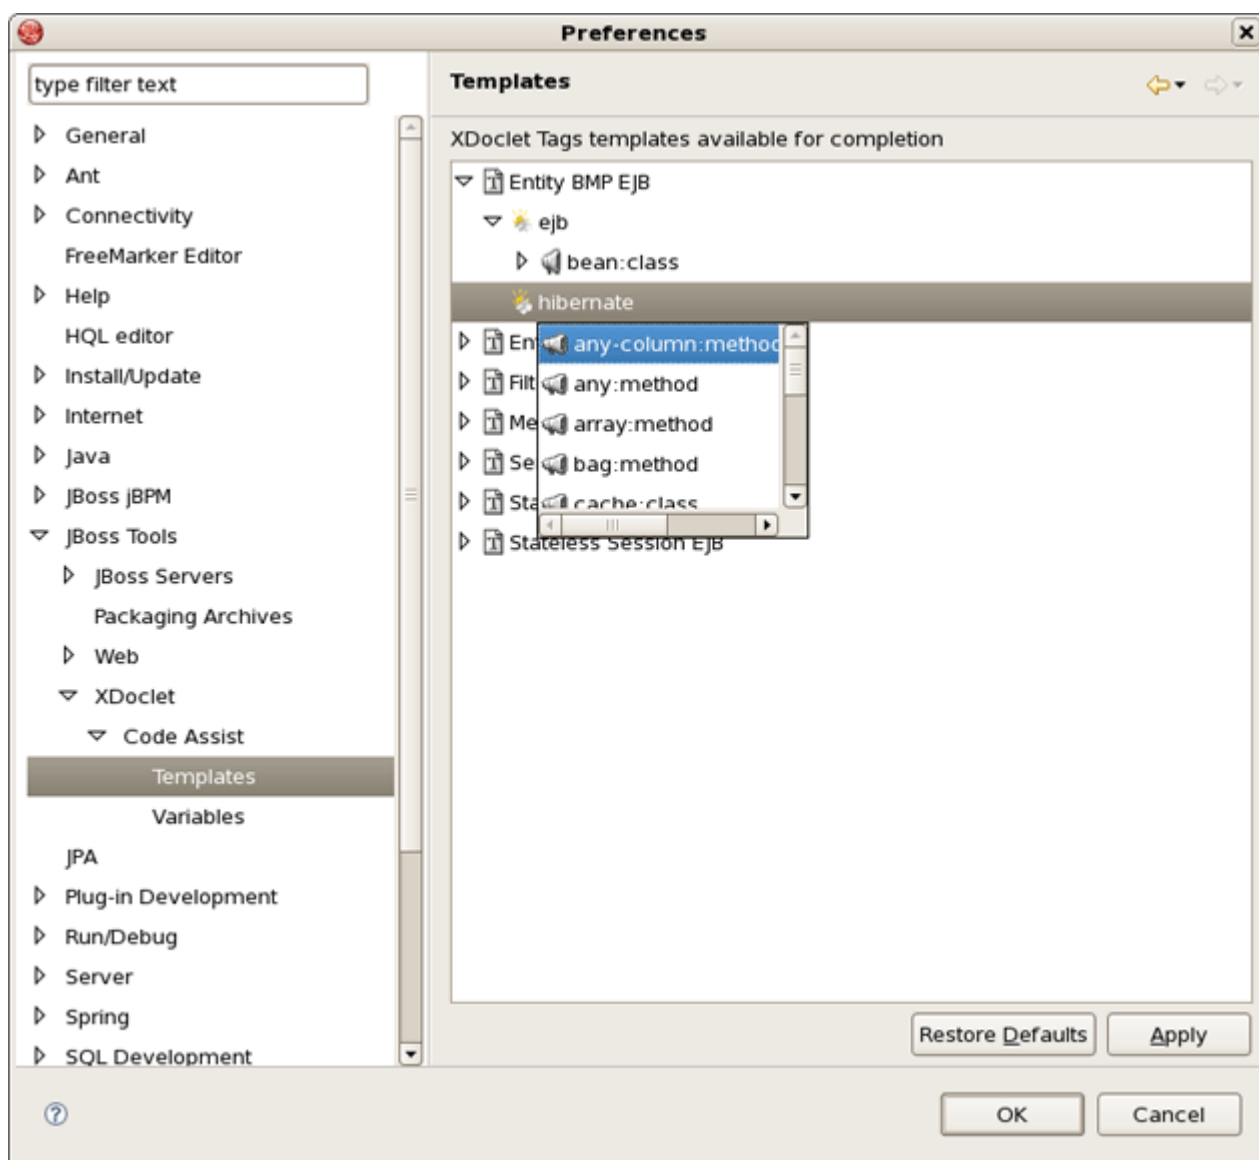 Preferences
type filter text
General
Ant
Connectivity
FreeMarker Editor
Help
HQL editor
Install/Update
Internet
Java
JBoss jBPM
JBoss Tools
JBoss Servers
Packaging Archives
Web
XDoclet
Code Assist
Templates
Variables
JPA
Plug-in Development
Run/Debug
Server
Spring
SQL Development
Templates
XDoclet Tags templates available for completion
Entity BMP EJB
ejb
bean:class
hibernate
any-column:method
any:method
array:method
bag:method
cache:class
Stateless Session EJB
Restore Defaults
Apply
OK
Cancel